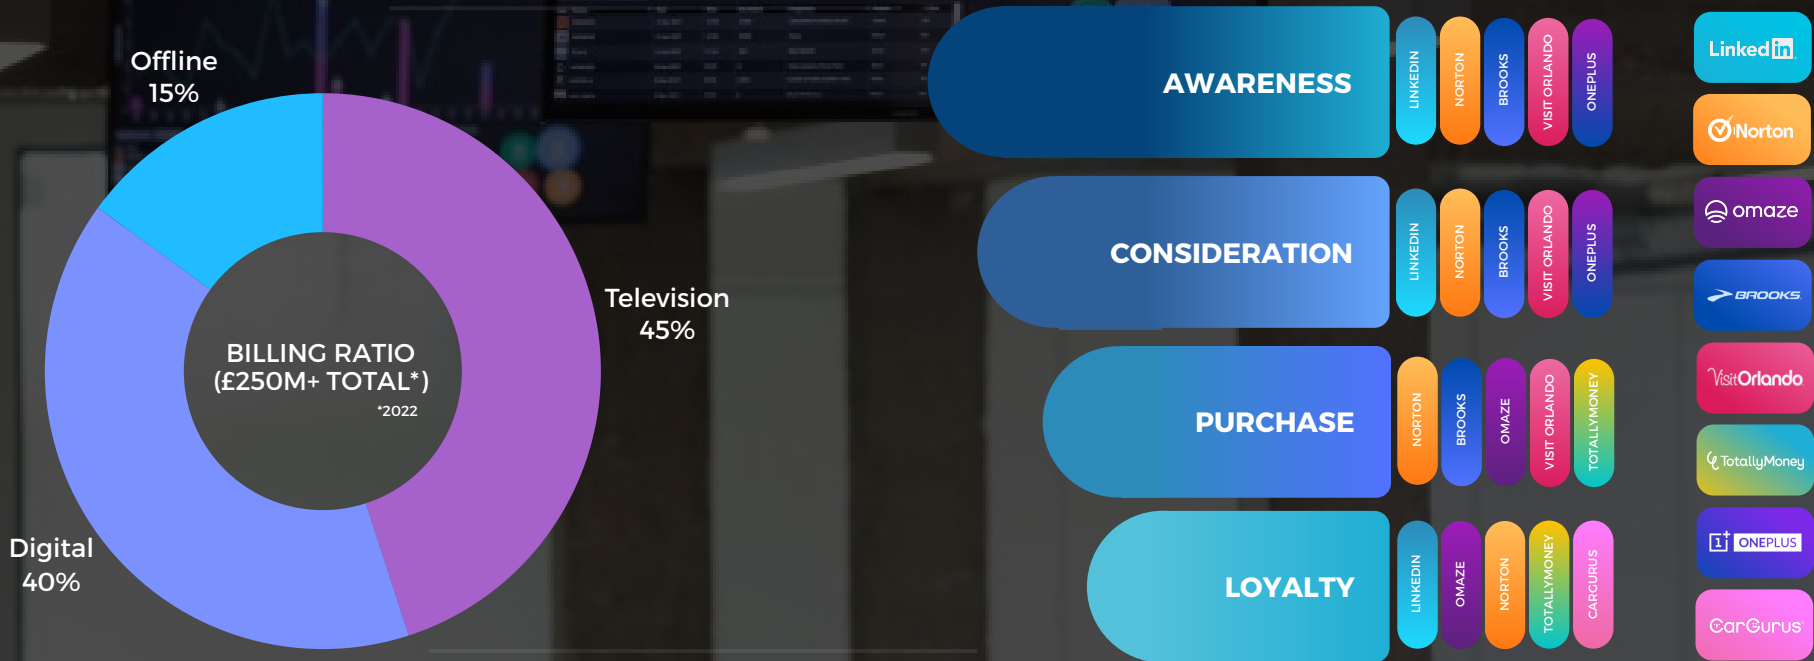 Offline
15%
Television
45%
BILLING RATIO
(£250M+ TOTAL*)
*2022
Digital
40%
AWARENESS
LINKEDIN
NORTON
BROOKS
VISIT ORLANDO
ONEPLUS
CONSIDERATION
LINKEDIN
NORTON
BROOKS
VISIT ORLANDO
ONEPLUS
PURCHASE
NORTON
BROOKS
OMAZE
VISIT ORLANDO
TOTALLYMONEY
LOYALTY
LINKEDIN
OMAZE
NORTON
TOTALLYMONEY
CARGURUS
Linked in
Norton
omaze
BROOKS
VisitOrlando
TotallyMoney
1+ ONEPLUS
CarGurus